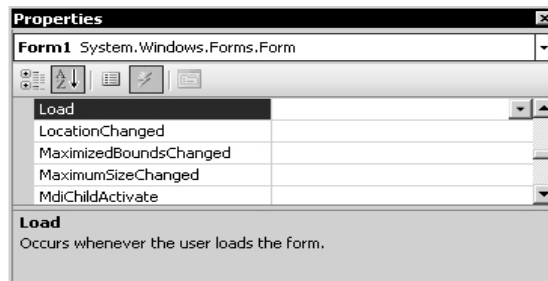 Properties
Form1 System.Windows.Forms.Form
Load
LocationChanged
MaximizedBoundsChanged
MaximumSizeChanged
MdiChildActivate
Load
Occurs whenever the user loads the form.